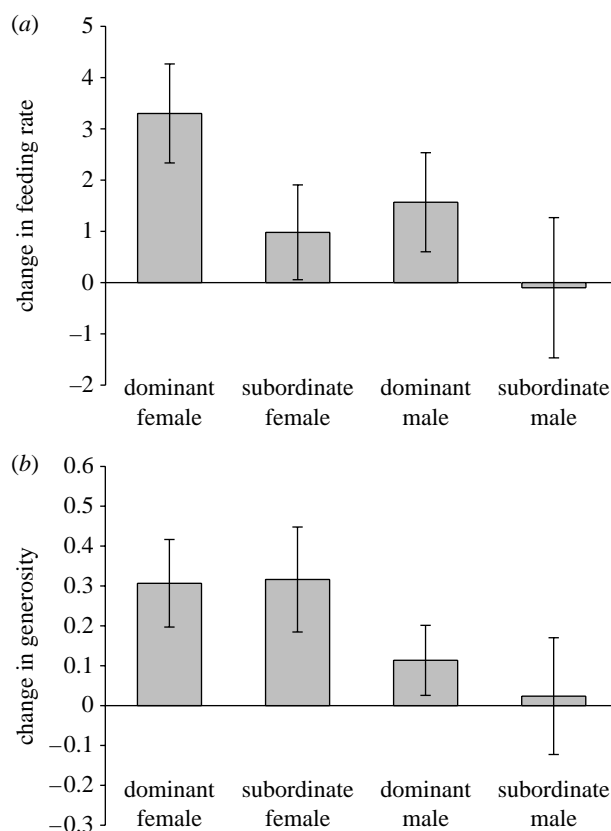 (a)
5
4
3
2
1
0
–1
–2
change in feeding rate
dominant female
subordinate female
dominant male
subordinate male
(b)
0.6
0.5
0.4
0.3
0.2
0.1
0
–0.1
–0.2
–0.3
change in generosity
dominant female
subordinate female
dominant male
subordinate male